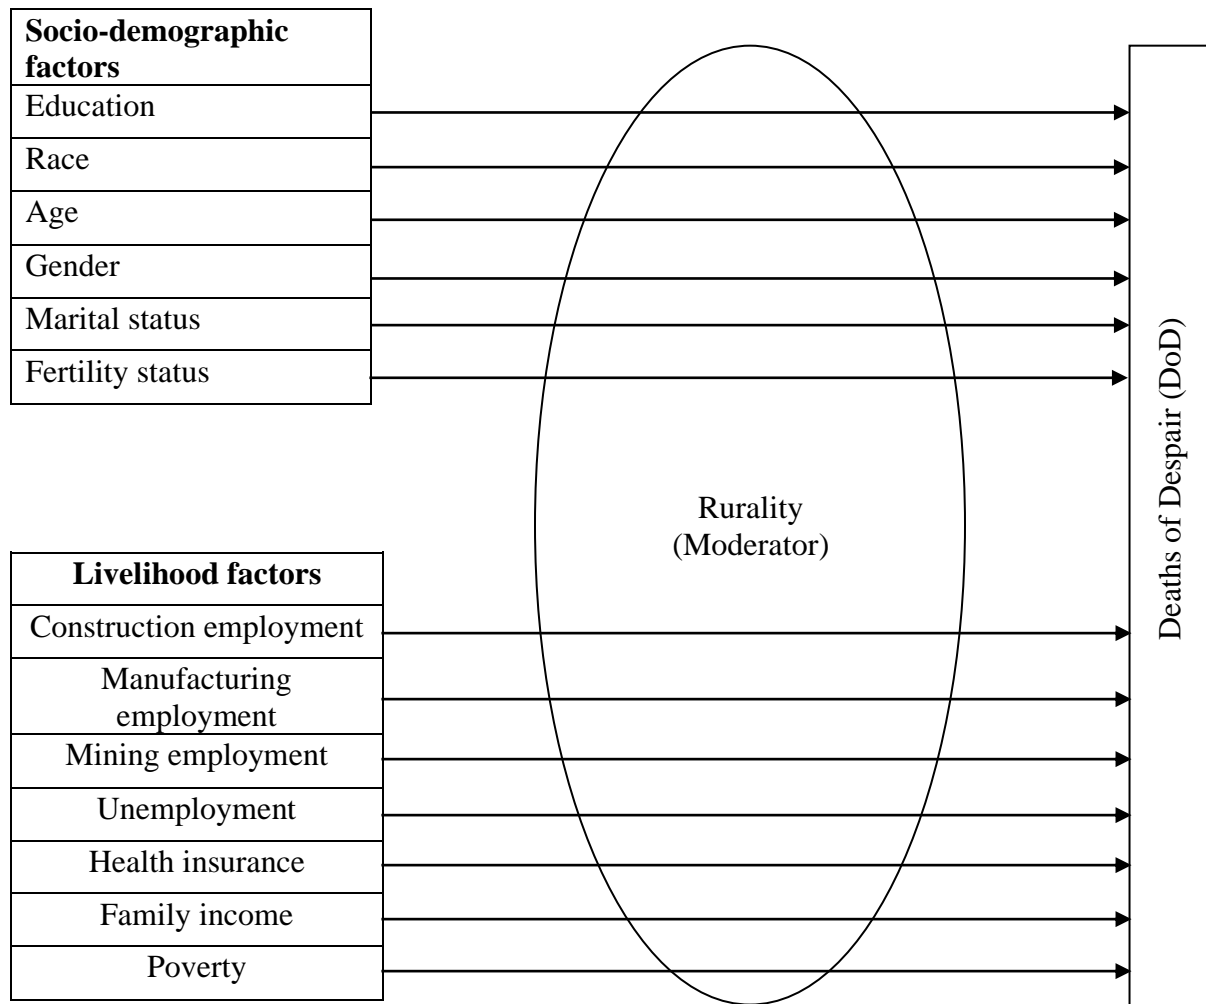 Socio-demographic
factors
Education
Race
Age
Gender
Marital status
Fertility status
Livelihood factors
Construction employment
Manufacturing
employment
Mining employment
Unemployment
Health insurance
Family income
Poverty
Rurality
(Moderator)
Deaths of Despair (DoD)